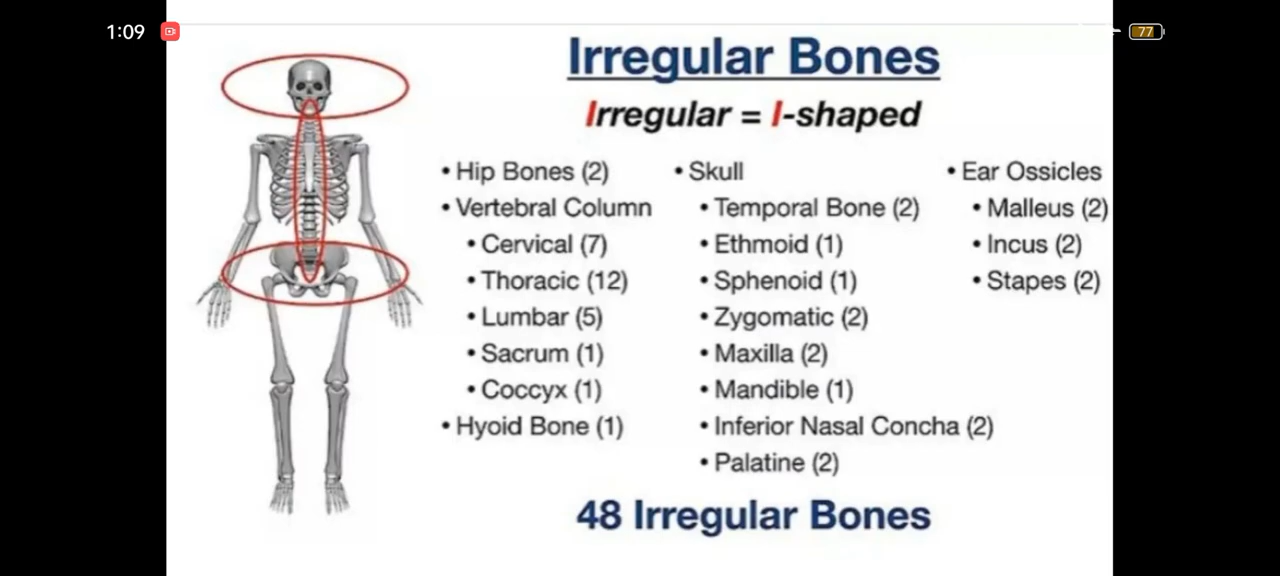 1:09
77
Irregular Bones
Irregular = I-shaped
• Hip Bones (2)
• Vertebral Column
• Cervical (7)
• Thoracic (12)
• Lumbar (5)
• Sacrum (1)
• Coccyx (1)
• Hyoid Bone (1)
• Skull
• Temporal Bone (2)
• Ethmoid (1)
• Sphenoid (1)
• Zygomatic (2)
• Maxilla (2)
• Mandible (1)
• Inferior Nasal Concha (2)
• Palatine (2)
• Ear Ossicles
• Malleus (2)
• Incus (2)
• Stapes (2)
48 Irregular Bones